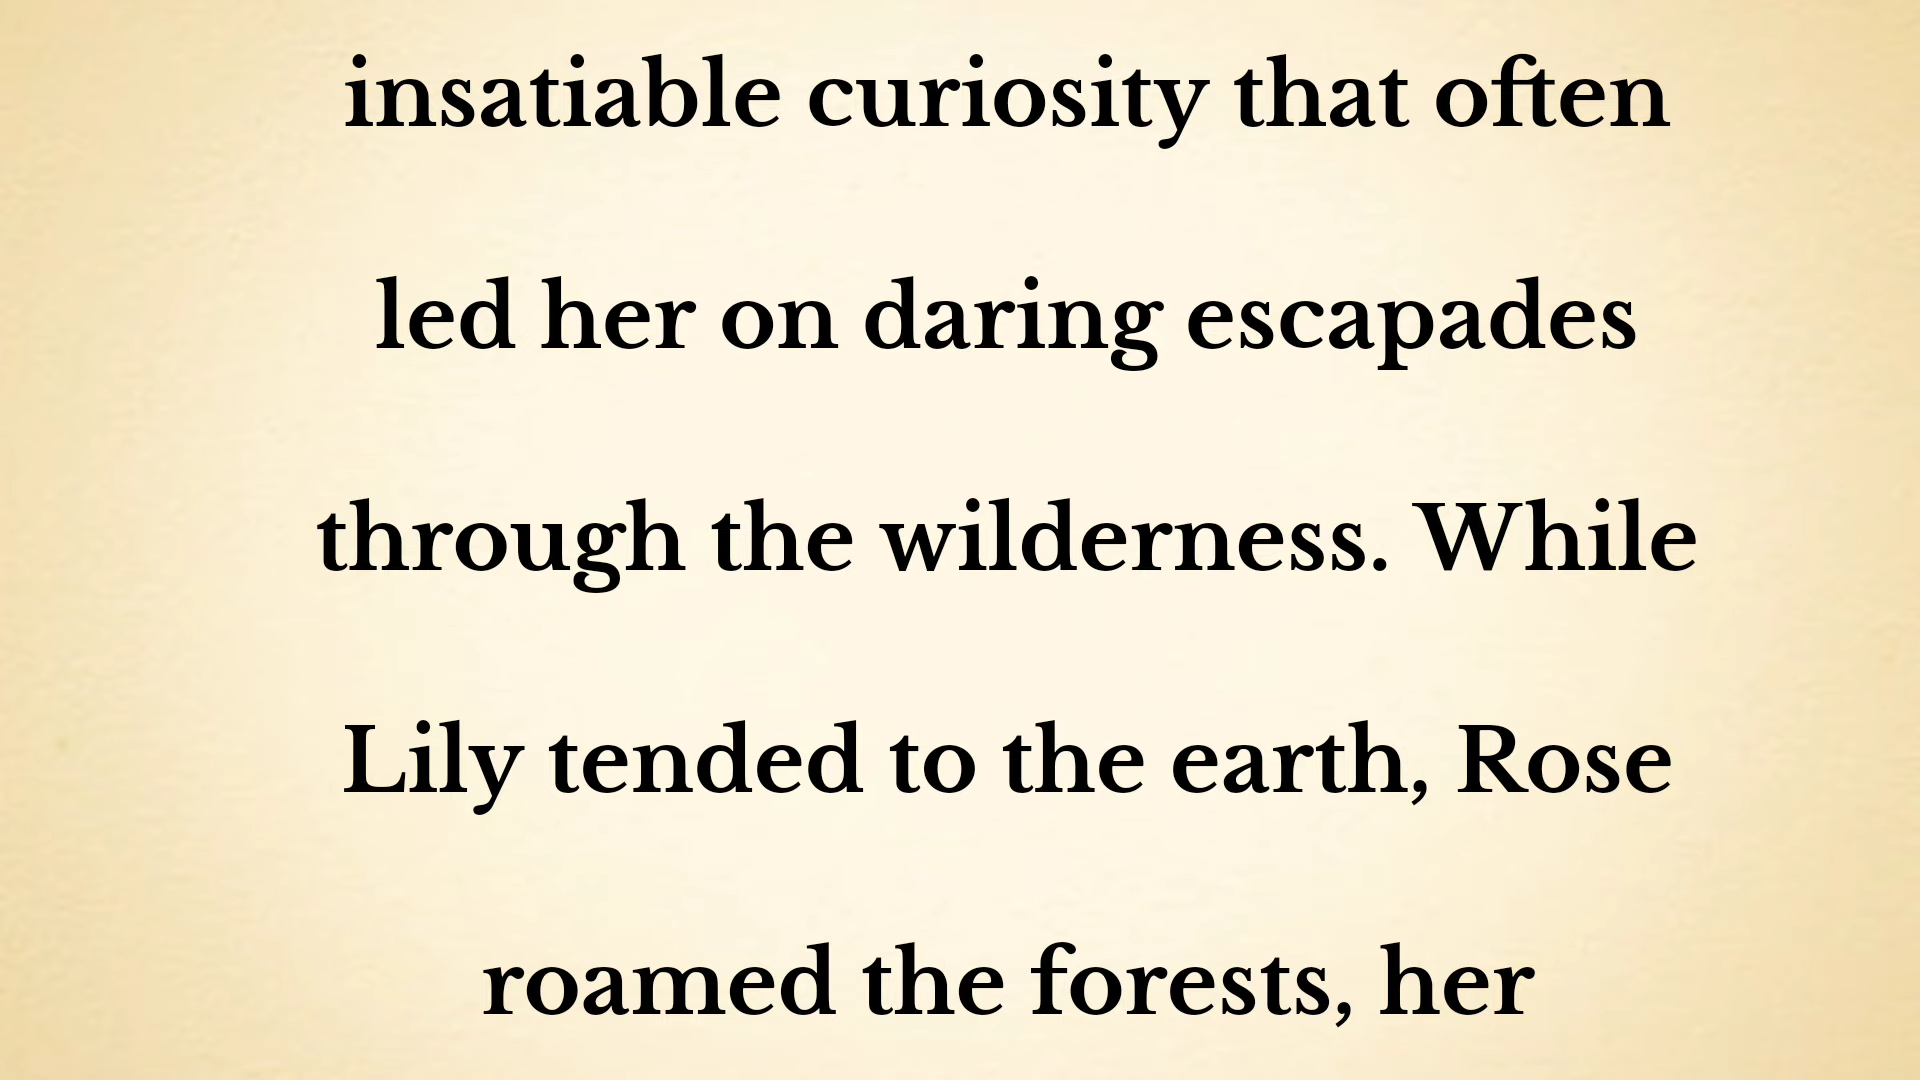 insatiable curiosity that often
led her on daring escapades
through the wilderness. While
Lily tended to the earth, Rose
roamed the forests, her